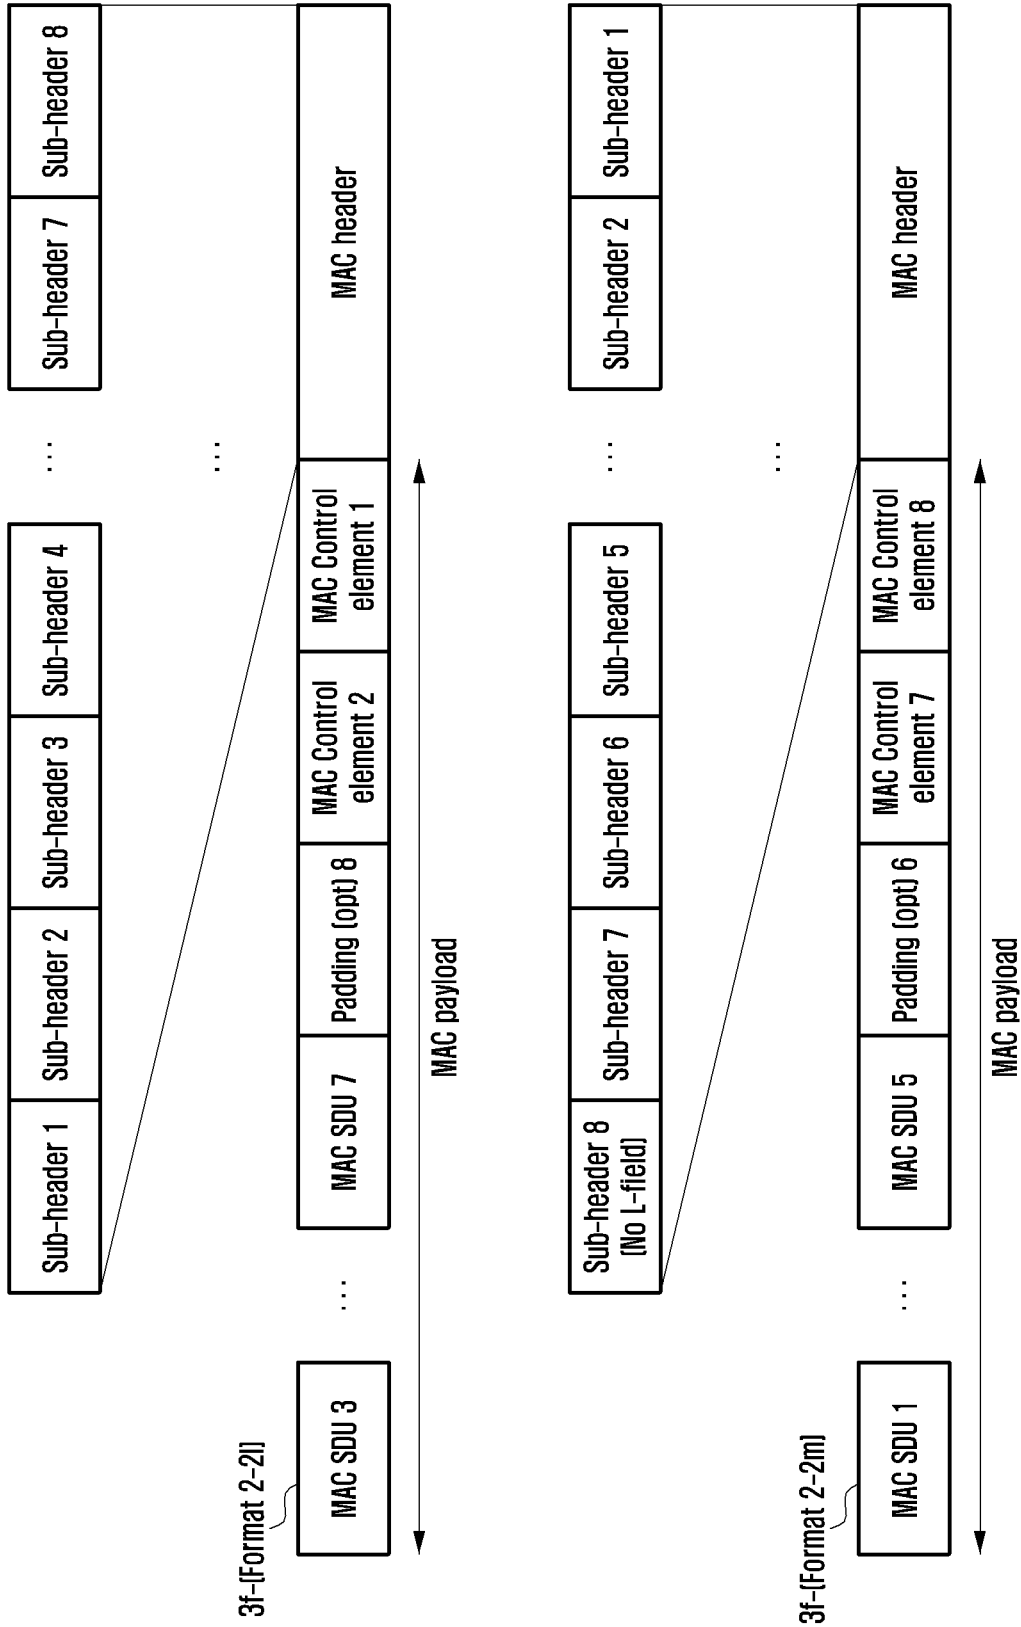 Sub-header 1
Sub-header 2
Sub-header 3
Sub-header 4
...
Sub-header 7
Sub-header 8
...
3f-(Format 2-2l)
MAC SDU 3
...
MAC SDU 7
Padding (opt) 8
MAC Control
element 2
MAC Control
element 1
MAC header
MAC payload
Sub-header 8
(No L-field)
Sub-header 7
Sub-header 6
Sub-header 5
...
Sub-header 2
Sub-header 1
...
3f-(Format 2-2m)
MAC SDU 1
...
MAC SDU 5
Padding (opt) 6
MAC Control
element 7
MAC Control
element 8
MAC header
MAC payload